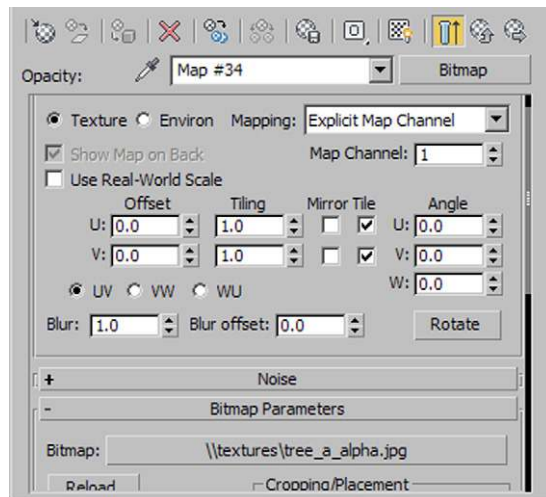 Opacity: Map #34 Bitmap
Texture Environ Mapping: Explicit Map Channel
Show Map on Back Map Channel: 1
Use Real-World Scale
Offset Tiling Mirror Tile Angle
U: 0.0 1.0 U: 0.0
V: 0.0 1.0 V: 0.0
UV VW WU W: 0.0
Blur: 1.0 Blur offset: 0.0 Rotate
+ Noise
- Bitmap Parameters
Bitmap: \\textures\tree_a_alpha.jpg
Reload Cropping/Placement